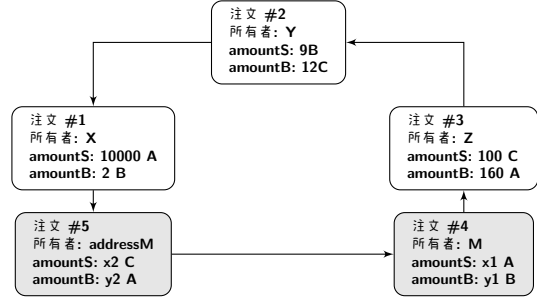 注文 #2
所有者: Y
amountS: 9B
amountB: 12C
注文 #1
所有者: X
amountS: 10000 A
amountB: 2 B
注文 #3
所有者: Z
amountS: 100 C
amountB: 160 A
注文 #5
所有者: addressM
amountS: x2 C
amountB: y2 A
注文 #4
所有者: M
amountS: x1 A
amountB: y1 B